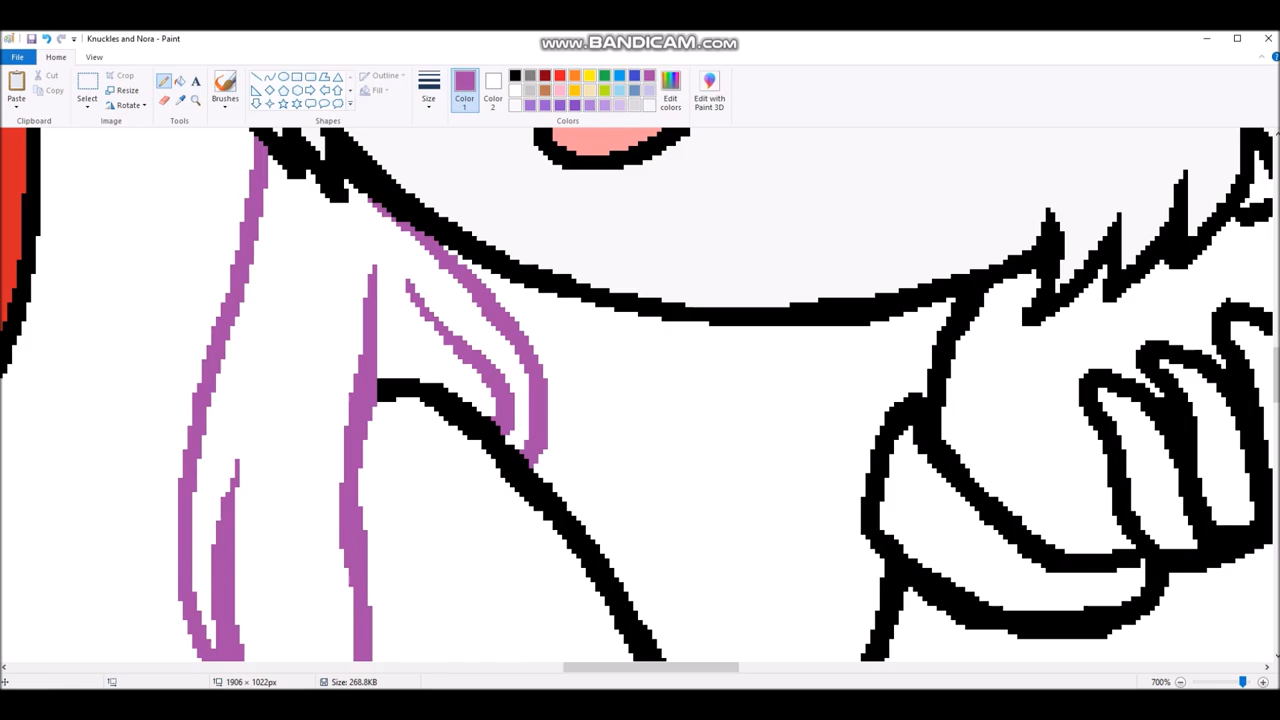 www.BANDICAM.com
Knuckles and Nora - Paint
File Home View
Paste
Cut
Copy
Clipboard
Select
Crop
Resize
Rotate
Image
A
Tools
Brushes
Shapes
Outline
Fill
Size
Color 1
Color 2
Edit colors
Colors
Edit with Paint 3D
1906 × 1022px
Size: 268.8KB
700%